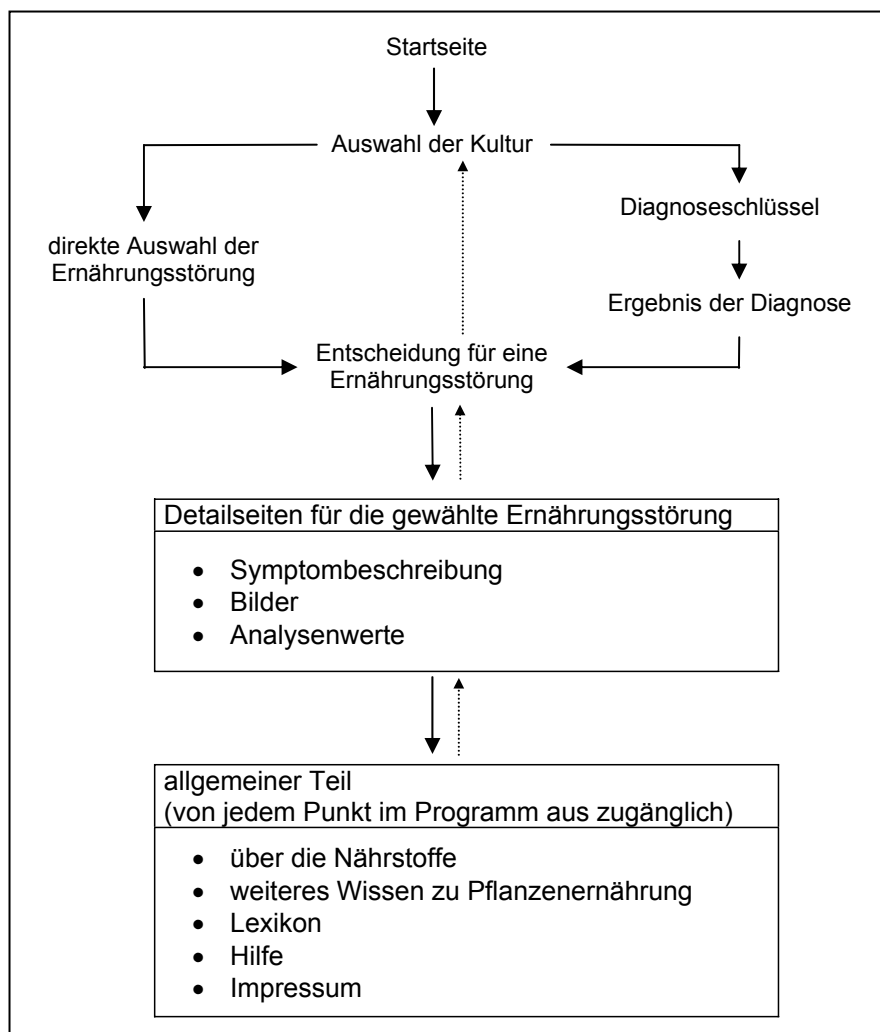 Startseite
Auswahl der Kultur
direkte Auswahl der
Ernährungsstörung
Diagnoseschlüssel
Ergebnis der Diagnose
Entscheidung für eine
Ernährungsstörung
Detailseiten für die gewählte Ernährungsstörung
• Symptombeschreibung
• Bilder
• Analysenwerte
allgemeiner Teil
(von jedem Punkt im Programm aus zugänglich)
• über die Nährstoffe
• weiteres Wissen zu Pflanzenernährung
• Lexikon
• Hilfe
• Impressum